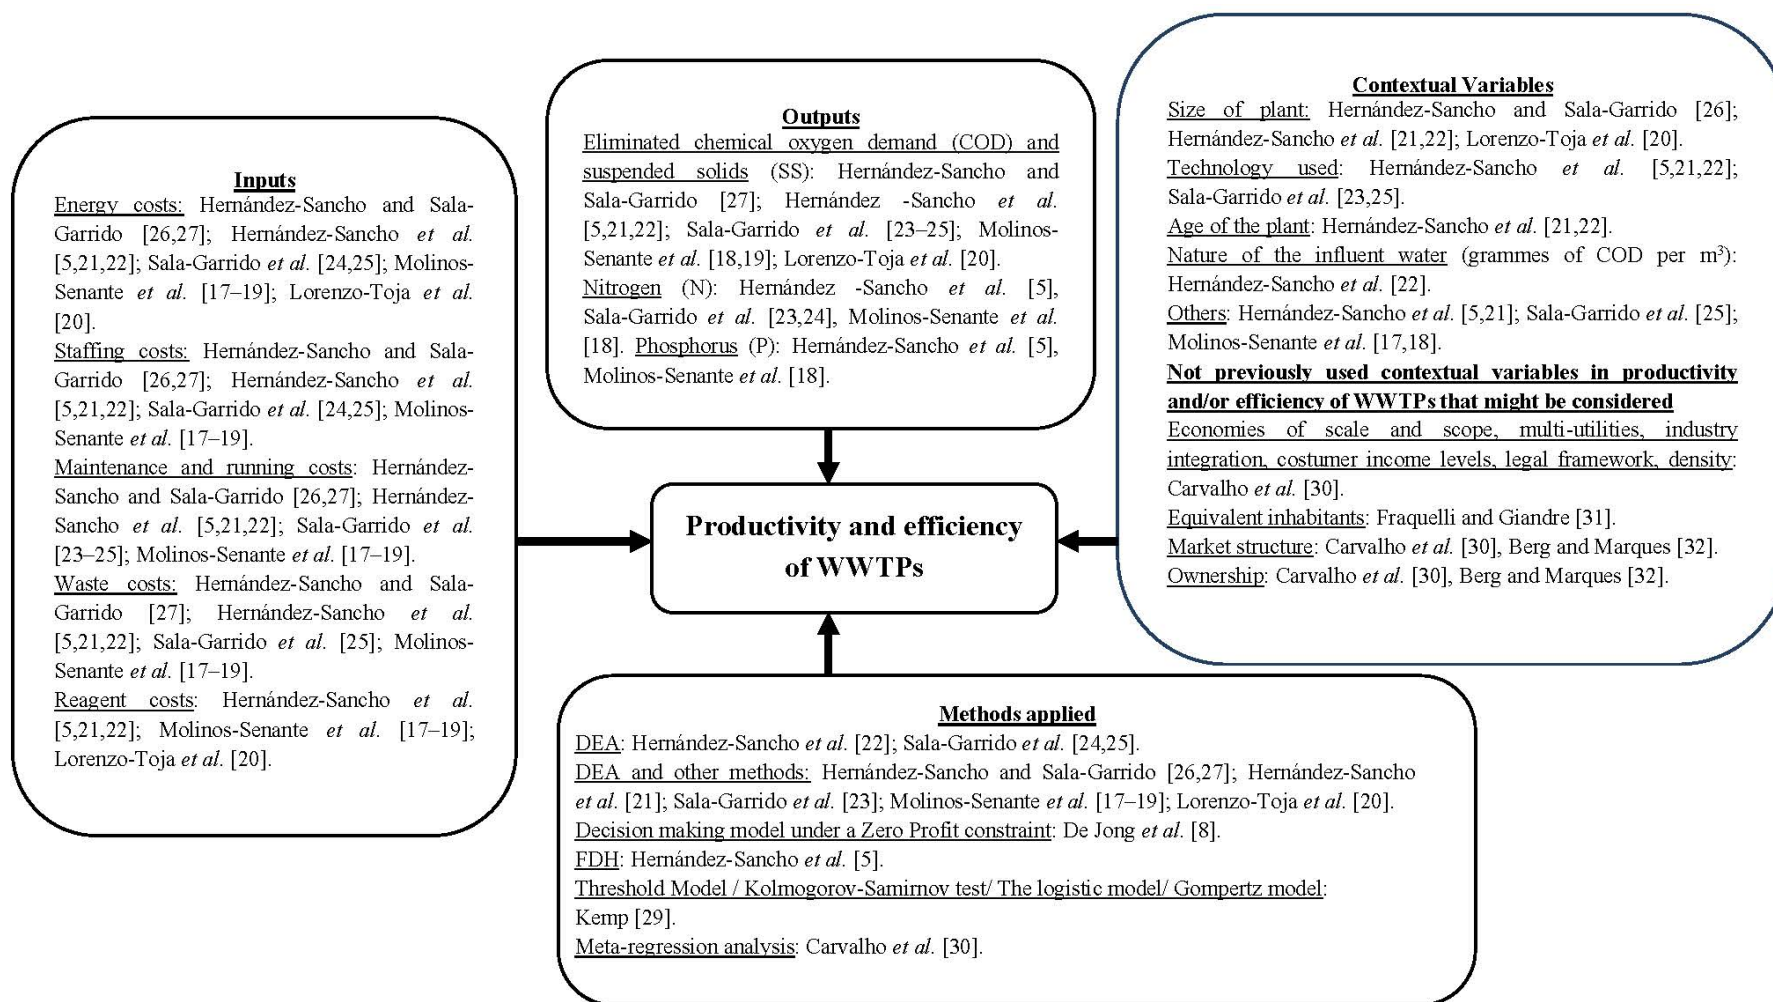 Inputs
Energy costs: Hernández-Sancho and Sala-
Garrido [26,27]; Hernández-Sancho et al.
[5,21,22]; Sala-Garrido et al. [24,25]; Molinos-
Senante et al. [17–19]; Lorenzo-Toja et al.
[20].
Staffing costs: Hernández-Sancho and Sala-
Garrido [26,27]; Hernández-Sancho et al.
[5,21,22]; Sala-Garrido et al. [24,25]; Molinos-
Senante et al. [17–19].
Maintenance and running costs: Hernández-
Sancho and Sala-Garrido [26,27]; Hernández-
Sancho et al. [5,21,22]; Sala-Garrido et al.
[23–25]; Molinos-Senante et al. [17–19].
Waste costs: Hernández-Sancho and Sala-
Garrido [27]; Hernández-Sancho et al.
[5,21,22]; Sala-Garrido et al. [25]; Molinos-
Senante et al. [17–19].
Reagent costs: Hernández-Sancho et al.
[5,21,22]; Molinos-Senante et al. [17–19];
Lorenzo-Toja et al. [20].
Outputs
Eliminated chemical oxygen demand (COD) and
suspended solids (SS): Hernández-Sancho and
Sala-Garrido [27]; Hernández -Sancho et al.
[5,21,22]; Sala-Garrido et al. [23–25]; Molinos-
Senante et al. [18,19]; Lorenzo-Toja et al. [20].
Nitrogen (N): Hernández -Sancho et al. [5],
Sala-Garrido et al. [23,24], Molinos-Senante et al.
[18]. Phosphorus (P): Hernández-Sancho et al. [5],
Molinos-Senante et al. [18].
Contextual Variables
Size of plant: Hernández-Sancho and Sala-Garrido [26];
Hernández-Sancho et al. [21,22]; Lorenzo-Toja et al. [20].
Technology used: Hernández-Sancho et al. [5,21,22];
Sala-Garrido et al. [23,25].
Age of the plant: Hernández-Sancho et al. [21,22].
Nature of the influent water (grammes of COD per m³):
Hernández-Sancho et al. [22].
Others: Hernández-Sancho et al. [5,21]; Sala-Garrido et al. [25];
Molinos-Senante et al. [17,18].
Not previously used contextual variables in productivity
and/or efficiency of WWTPs that might be considered
Economies of scale and scope, multi-utilities, industry
integration, costumer income levels, legal framework, density:
Carvalho et al. [30].
Equivalent inhabitants: Fraquelli and Giandre [31].
Market structure: Carvalho et al. [30], Berg and Marques [32].
Ownership: Carvalho et al. [30], Berg and Marques [32].
Productivity and efficiency
of WWTPs
Methods applied
DEA: Hernández-Sancho et al. [22]; Sala-Garrido et al. [24,25].
DEA and other methods: Hernández-Sancho and Sala-Garrido [26,27]; Hernández-Sancho
et al. [21]; Sala-Garrido et al. [23]; Molinos-Senante et al. [17–19]; Lorenzo-Toja et al. [20].
Decision making model under a Zero Profit constraint: De Jong et al. [8].
FDH: Hernández-Sancho et al. [5].
Threshold Model / Kolmogorov-Samirnov test/ The logistic model/ Gompertz model:
Kemp [29].
Meta-regression analysis: Carvalho et al. [30].